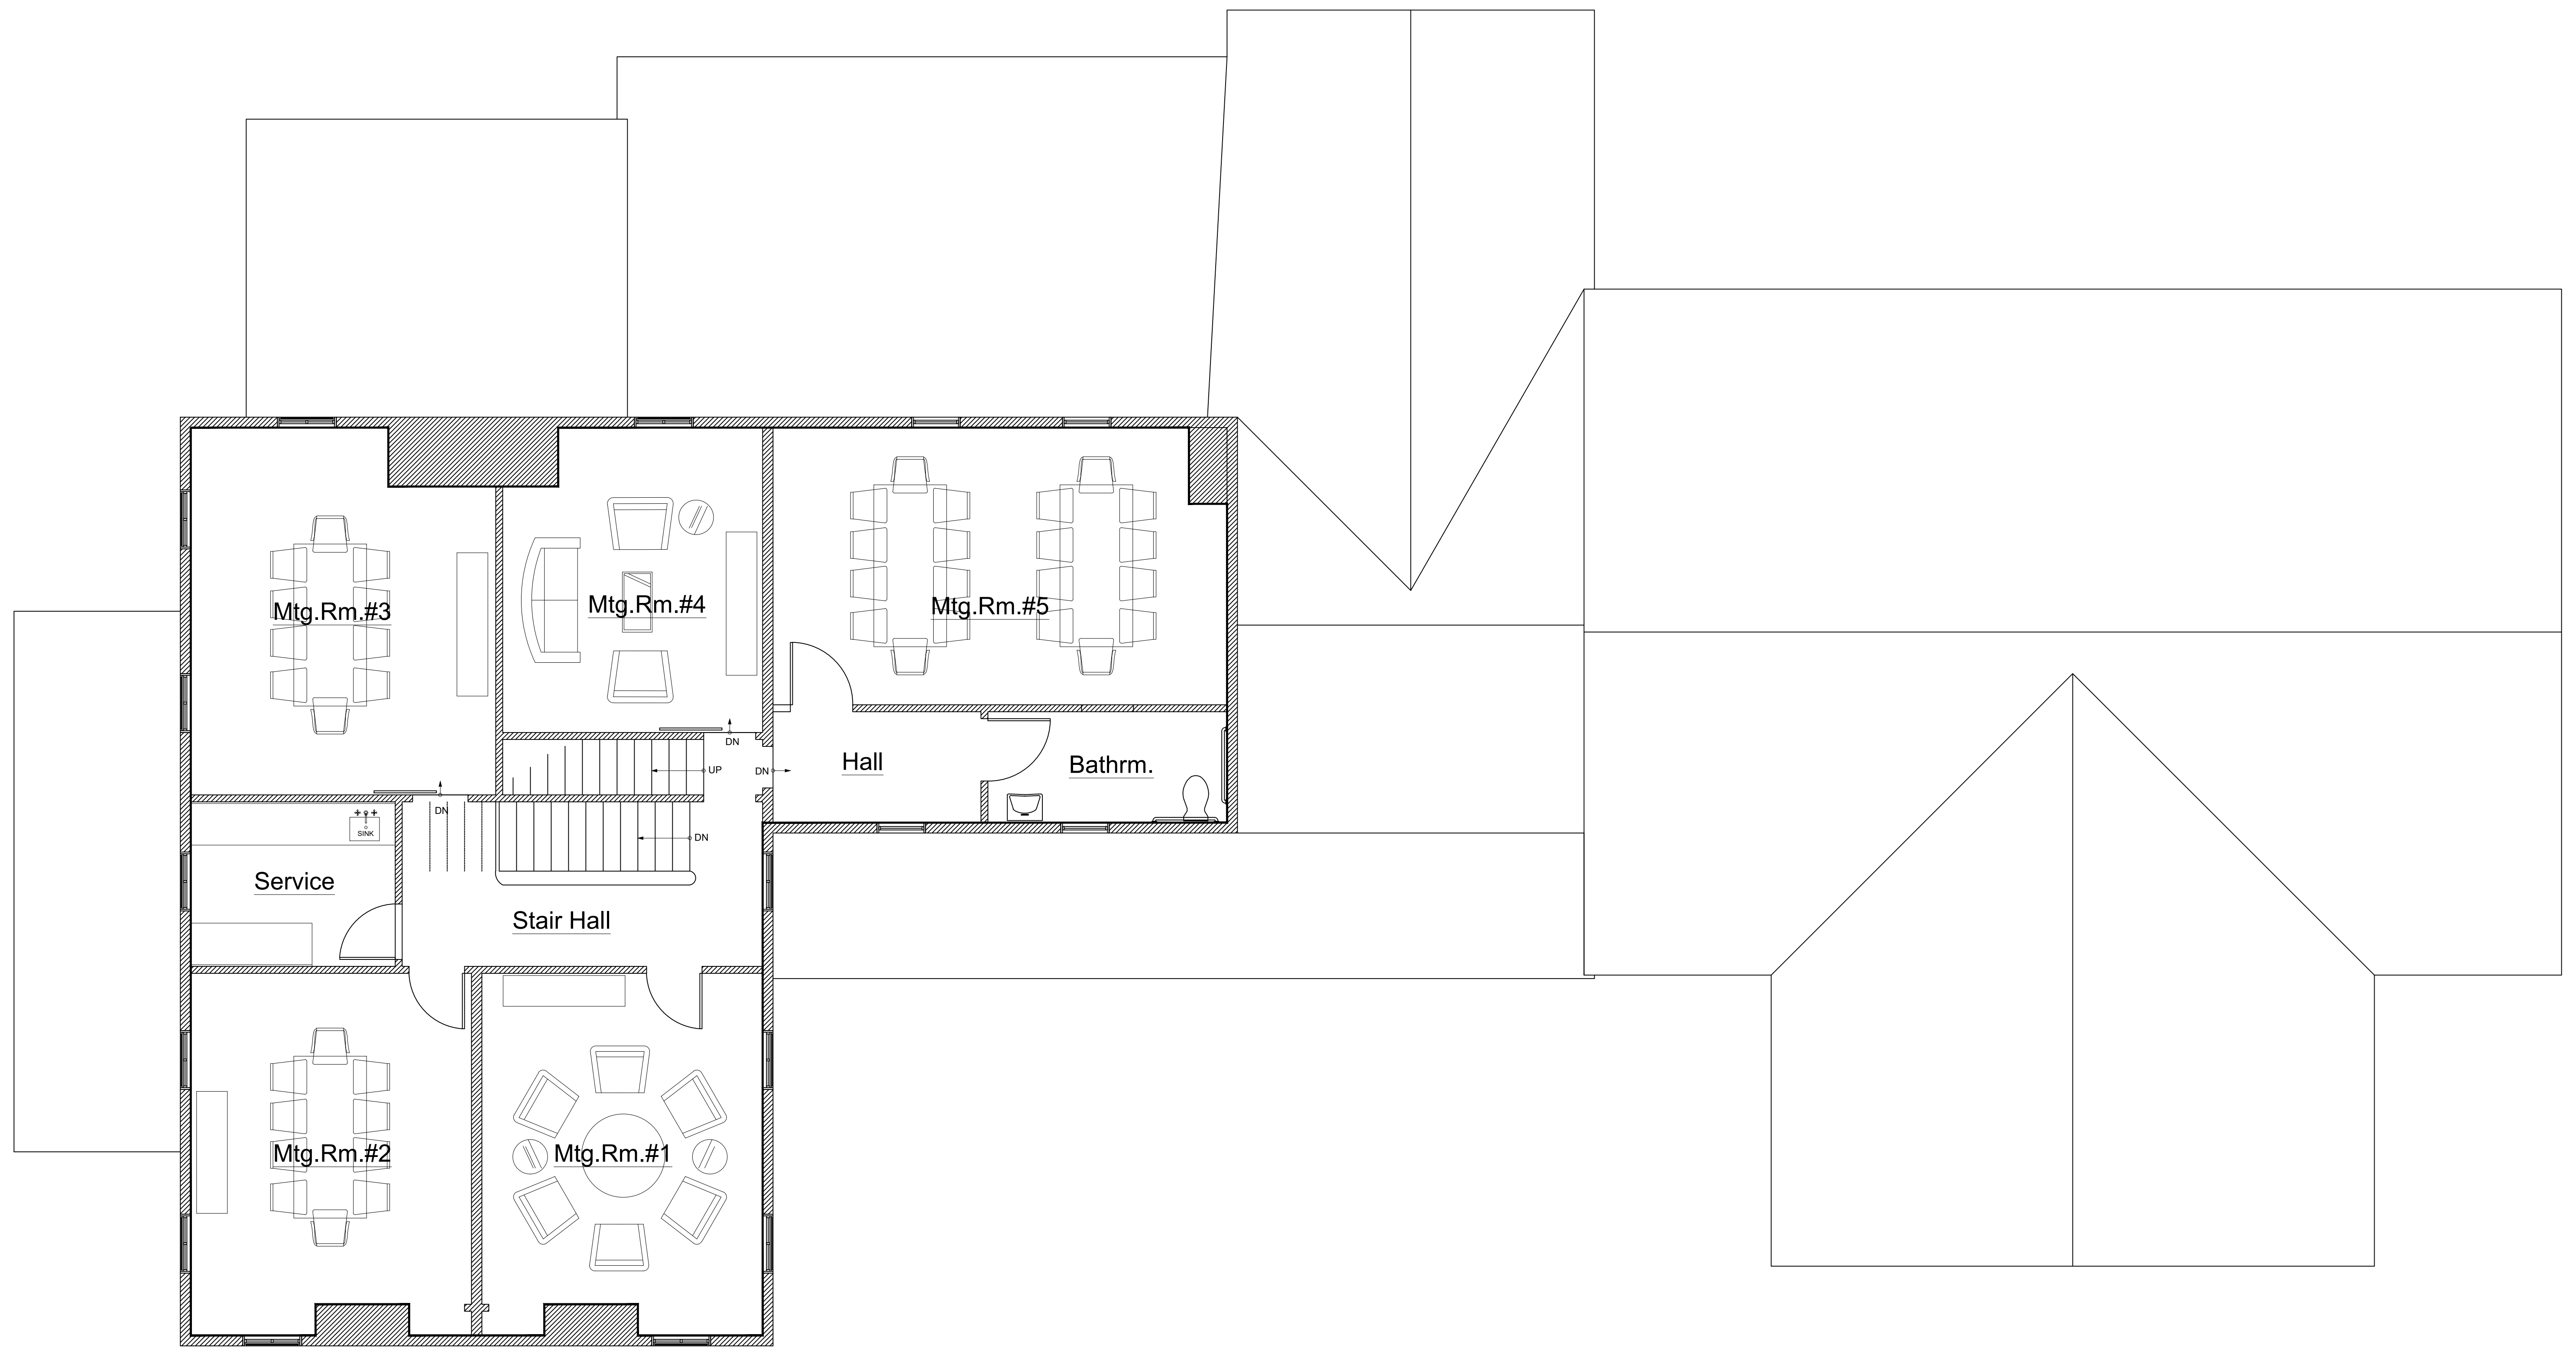 Mtg.Rm.#3
Mtg.Rm.#4
Mtg.Rm.#5
DN
UP
DN
Hall
Bathrm.
DN
SINK
DN
Service
Stair Hall
Mtg.Rm.#2
Mtg.Rm.#1